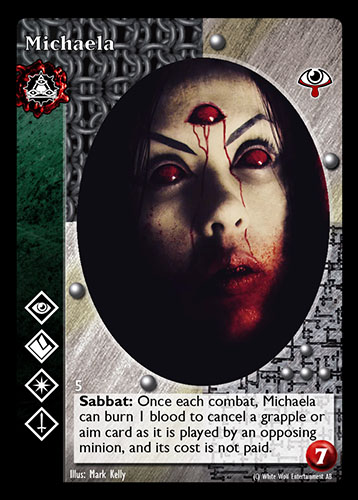 Michaela
5
Sabbat: Once each combat, Michaela
can burn 1 blood to cancel a grapple or
aim card as it is played by an opposing
minion, and its cost is not paid.
7
Illus: Mark Kelly
(C) White Wolf Entertainment AB